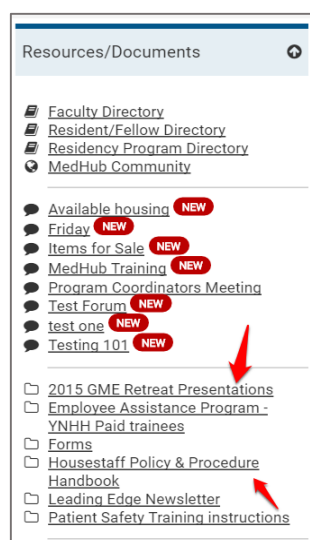 Resources/Documents
Faculty Directory
Resident/Fellow Directory
Residency Program Directory
MedHub Community
Available housing NEW
Friday NEW
Items for Sale NEW
MedHub Training NEW
Program Coordinators Meeting
Test Forum NEW
test one NEW
Testing 101 NEW
2015 GME Retreat Presentations
Employee Assistance Program -
YNHH Paid trainees
Forms
Housestaff Policy & Procedure
Handbook
Leading Edge Newsletter
Patient Safety Training instructions